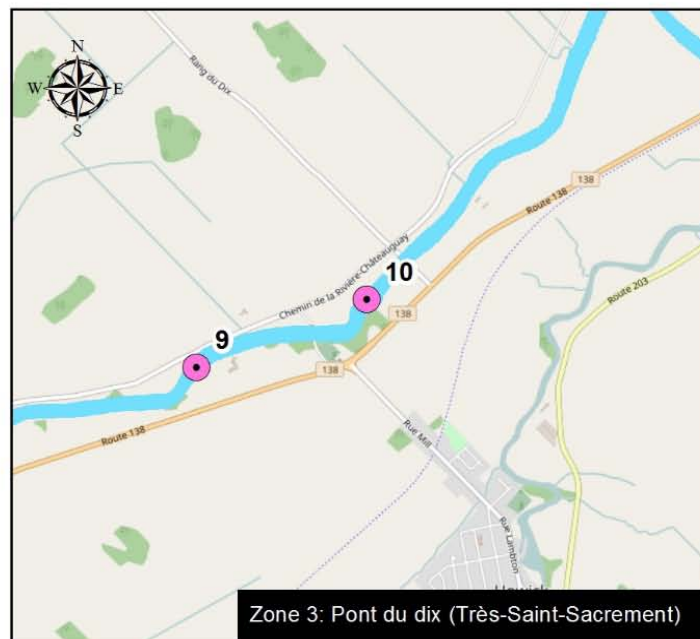 N
W E
S
Rang du Dix
138
Route 138
Chemin de la Rivière-Châteauguay
10
Route 203
138
9
138
Route 138
Rue Mill
Rue Lambton
Zone 3: Pont du dix (Très-Saint-Sacrement)